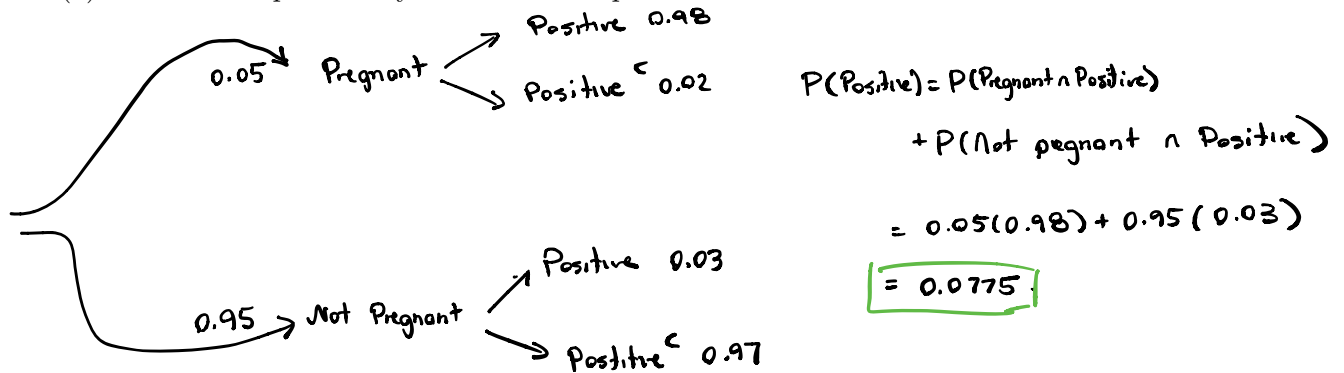 Positive 0.98
0.05 Pregnant
Positive c 0.02
P(Positive) = P(Pregnant ∩ Positive)
+ P(Not pegnant ∩ Positive)
= 0.05(0.98) + 0.95(0.03)
= 0.0775
Positive 0.03
0.95 Not Pregnant
Positive c 0.97